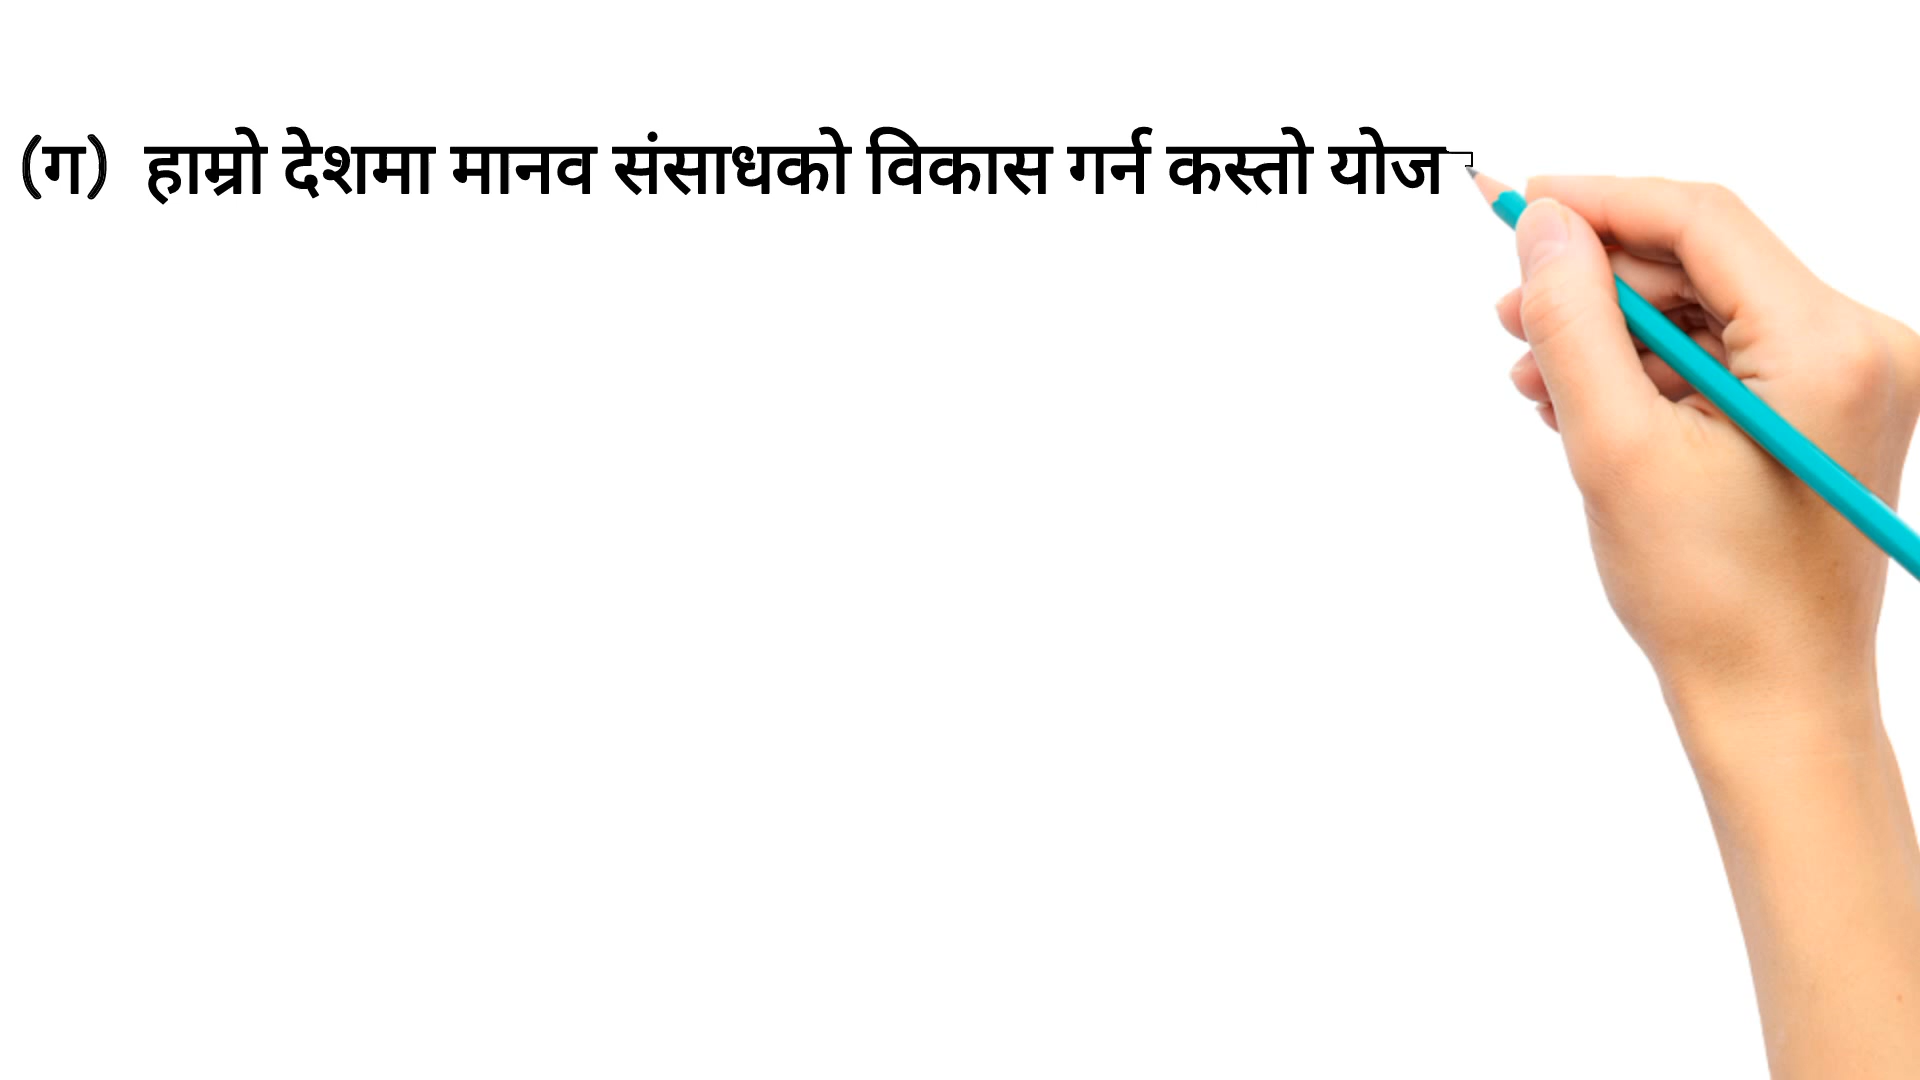 (ग) हाम्रो देशमा मानव संसाधको विकास गर्न कस्तो योज